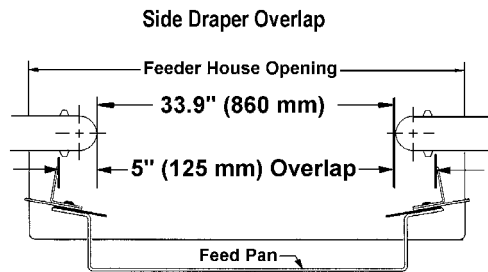 Side Draper Overlap
Feeder House Opening
33.9" (860 mm)
5" (125 mm) Overlap
Feed Pan